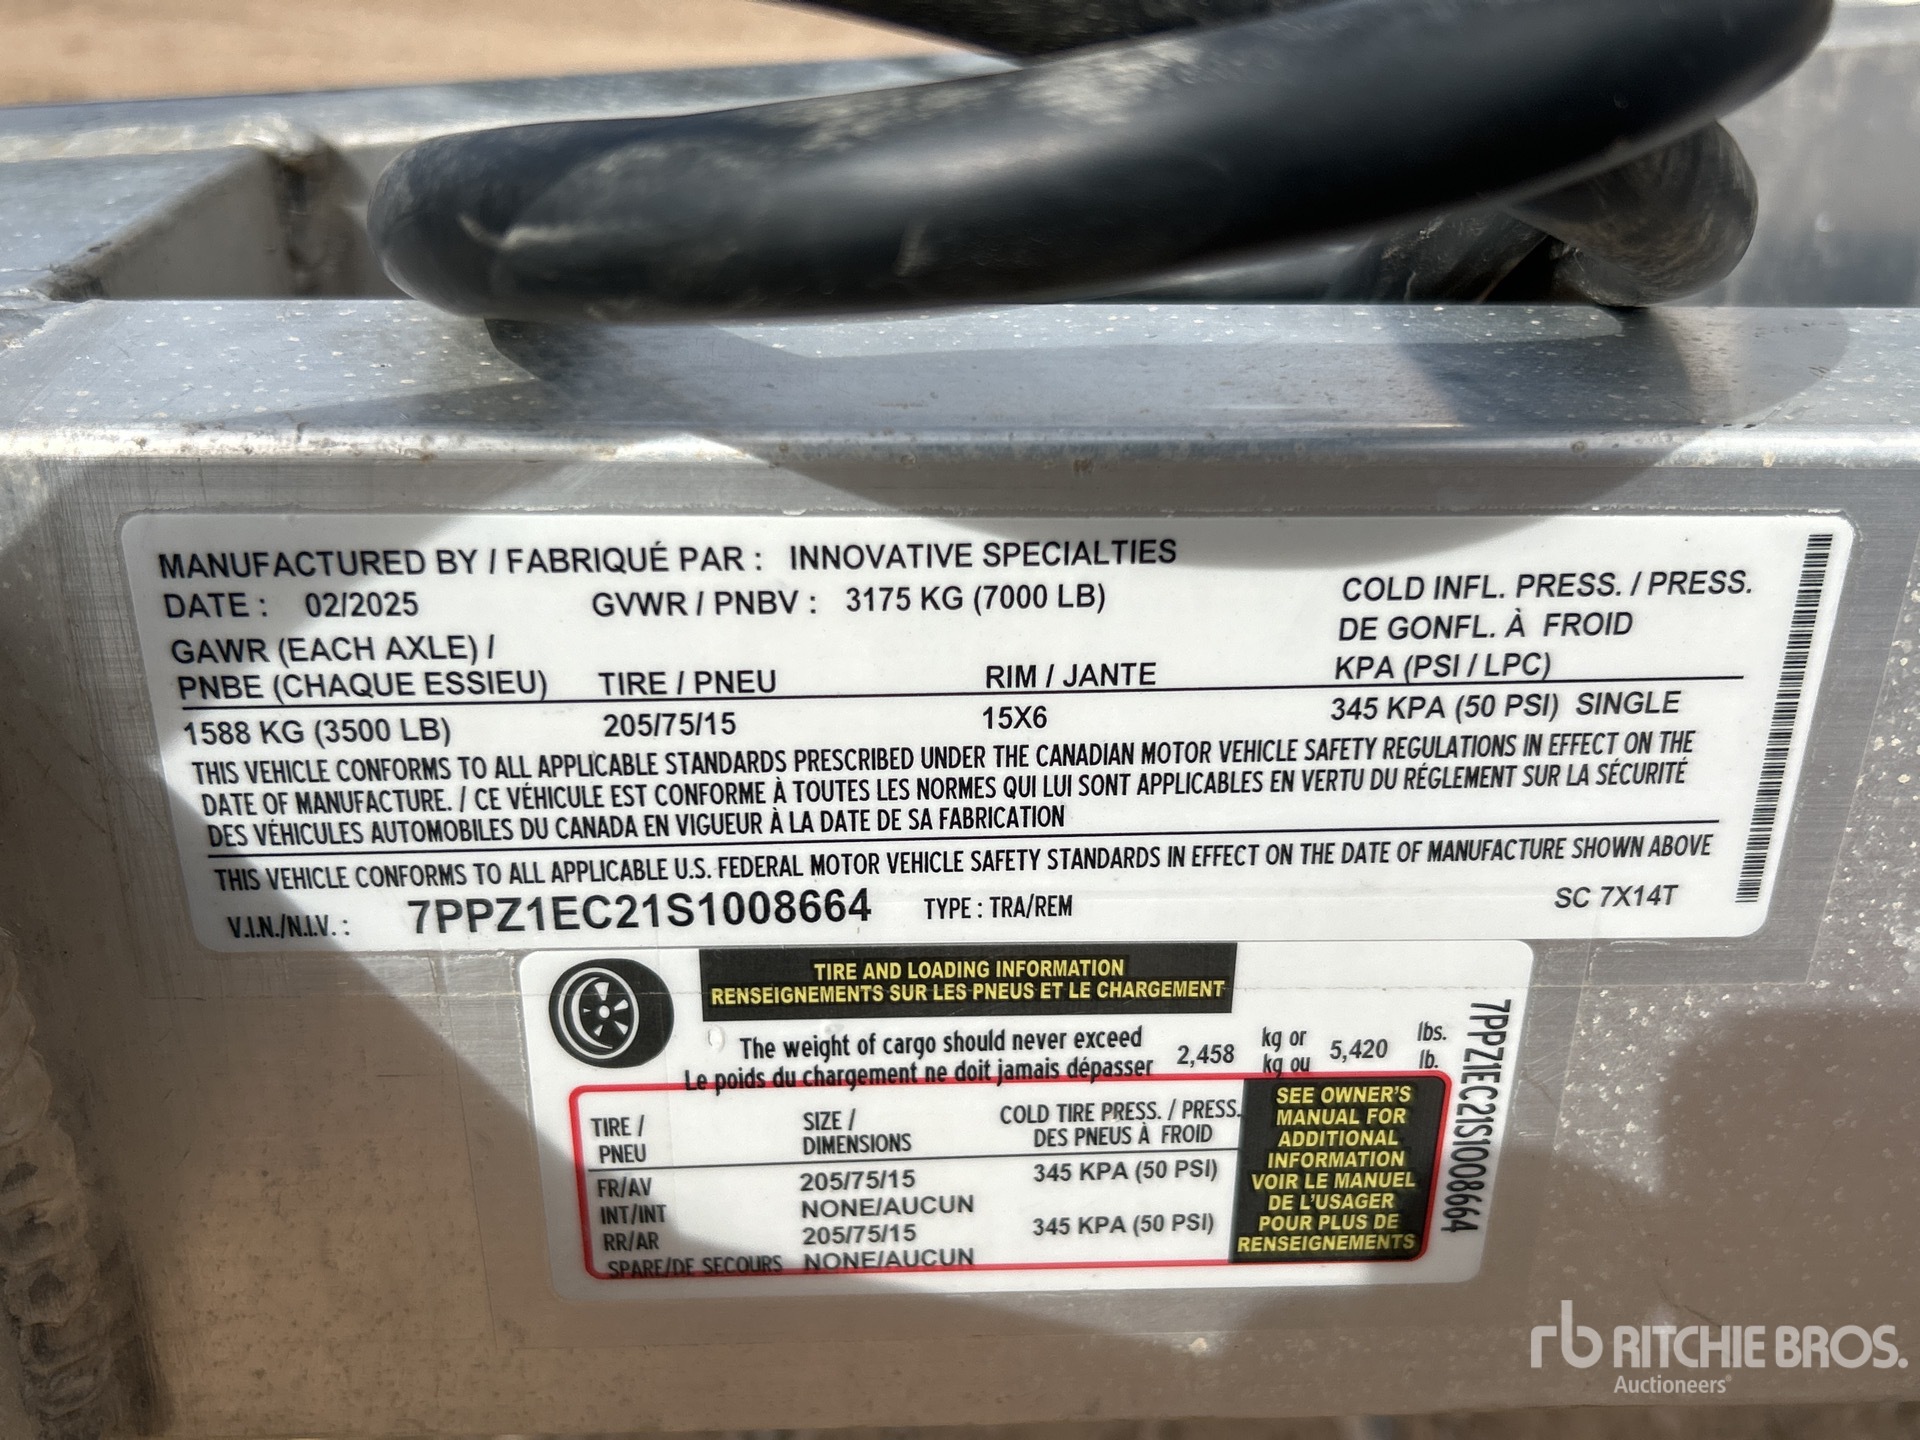 MANUFACTURED BY / FABRIQUÉ PAR : INNOVATIVE SPECIALTIES
DATE : 02/2025 GVWR / PNBV : 3175 KG (7000 LB)
COLD INFL. PRESS. / PRESS.
DE GONFL. À FROID
KPA (PSI / LPC)
GAWR (EACH AXLE) /
PNBE (CHAQUE ESSIEU) TIRE / PNEU RIM / JANTE
1588 KG (3500 LB) 205/75/15 15X6 345 KPA (50 PSI) SINGLE
THIS VEHICLE CONFORMS TO ALL APPLICABLE STANDARDS PRESCRIBED UNDER THE CANADIAN MOTOR VEHICLE SAFETY REGULATIONS IN EFFECT ON THE
DATE OF MANUFACTURE. / CE VÉHICULE EST CONFORME À TOUTES LES NORMES QUI LUI SONT APPLICABLES EN VERTU DU RÉGLEMENT SUR LA SÉCURITÉ
DES VÉHICULES AUTOMOBILES DU CANADA EN VIGUEUR À LA DATE DE SA FABRICATION
THIS VEHICLE CONFORMS TO ALL APPLICABLE U.S. FEDERAL MOTOR VEHICLE SAFETY STANDARDS IN EFFECT ON THE DATE OF MANUFACTURE SHOWN ABOVE
V.I.N./N.I.V. : 7PPZ1EC21S1008664 TYPE : TRA/REM SC 7X14T
TIRE AND LOADING INFORMATION
RENSEIGNEMENTS SUR LES PNEUS ET LE CHARGEMENT
The weight of cargo should never exceed 2,458 kg or 5,420 lbs.
Le poids du chargement ne doit jamais dépasser kg ou lb.
TIRE / PNEU
SIZE / DIMENSIONS
COLD TIRE PRESS. / PRESS.
DES PNEUS À FROID
FR/AV 205/75/15 345 KPA (50 PSI)
INT/INT NONE/AUCUN
RR/AR 205/75/15 345 KPA (50 PSI)
SPARE/DE SECOURS NONE/AUCUN
SEE OWNER'S
MANUAL FOR
ADDITIONAL
INFORMATION
VOIR LE MANUEL
DE L'USAGER
POUR PLUS DE
RENSEIGNEMENTS
7PPZ1EC21S1008664
rb RITCHIE BROS.
Auctioneers